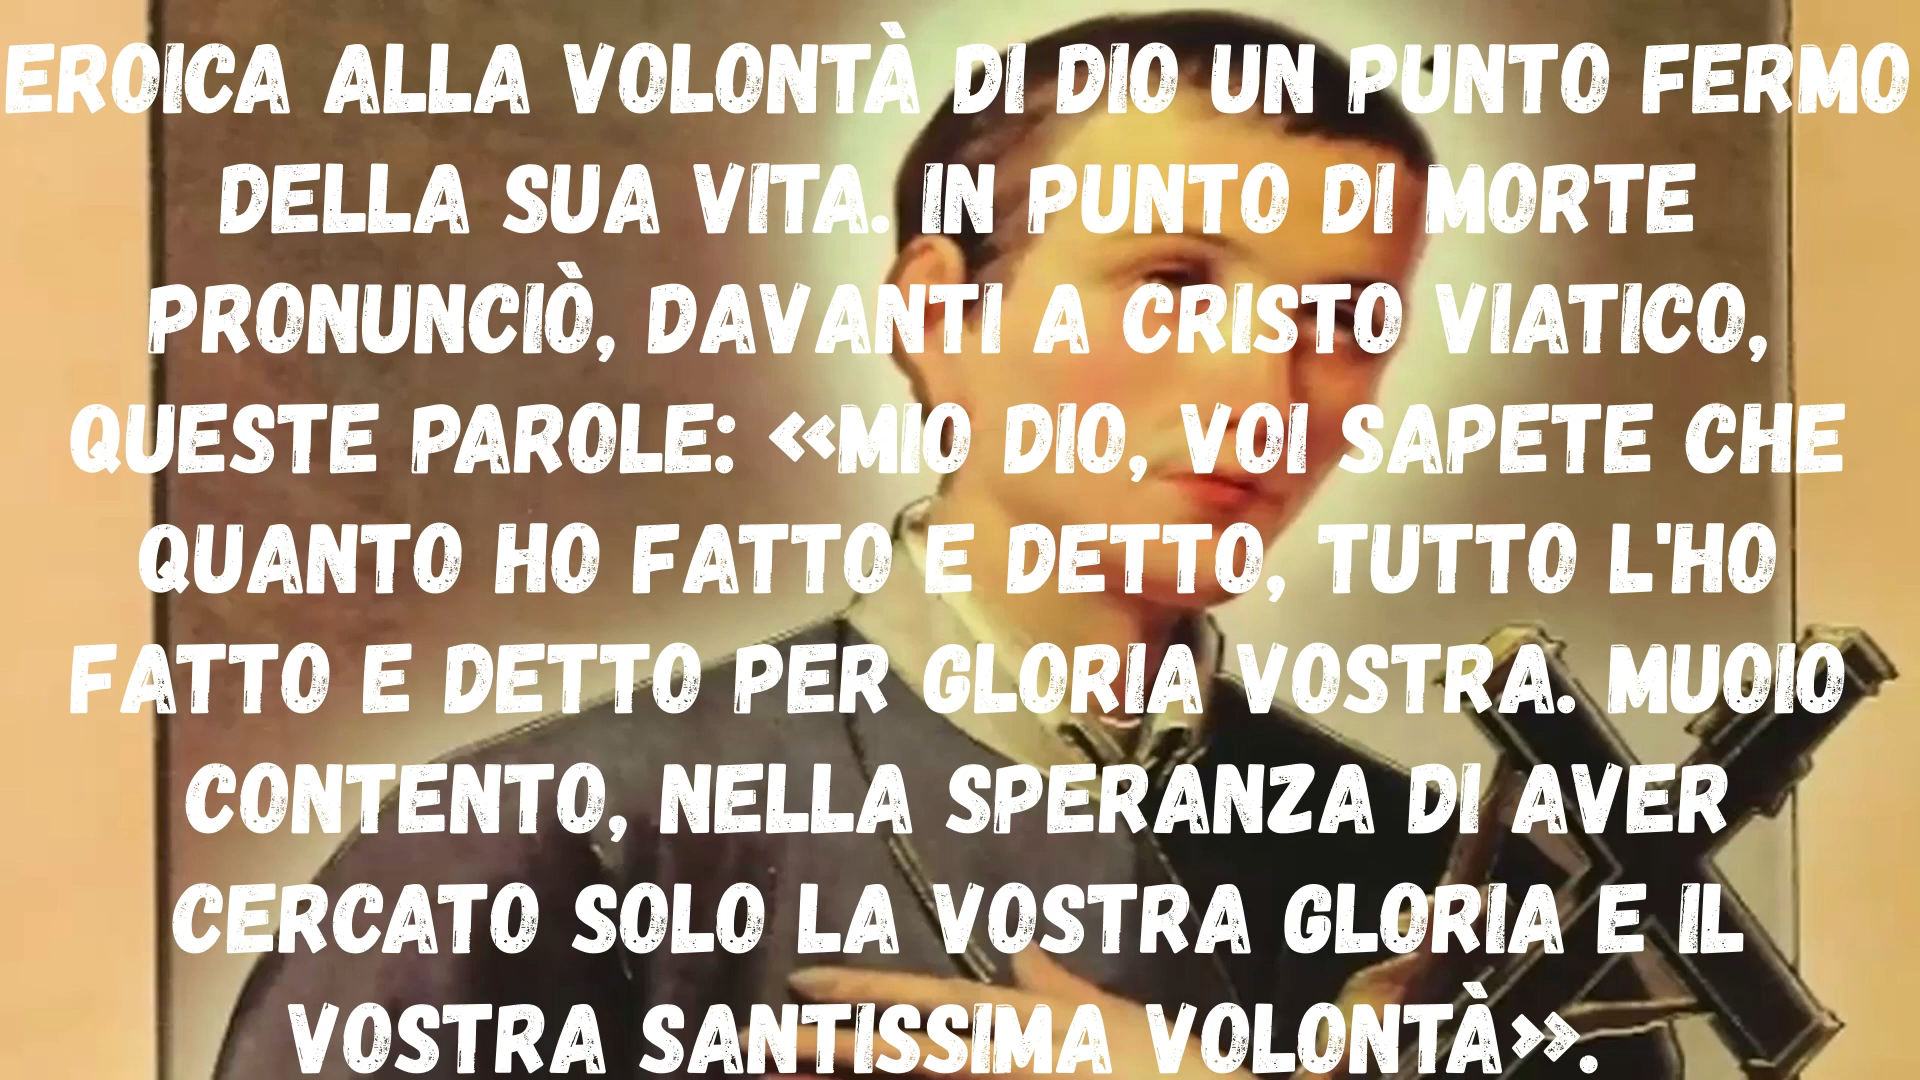 EROICA ALLA VOLONTÀ DI DIO UN PUNTO FERMO
DELLA SUA VITA. IN PUNTO DI MORTE
PRONUNCIÒ, DAVANTI A CRISTO VIATICO,
QUESTE PAROLE: «MIO DIO, VOI SAPETE CHE
QUANTO HO FATTO E DETTO, TUTTO L'HO
FATTO E DETTO PER GLORIA VOSTRA. MUOIO
CONTENTO, NELLA SPERANZA DI AVER
CERCATO SOLO LA VOSTRA GLORIA E IL
VOSTRA SANTISSIMA VOLONTÀ».